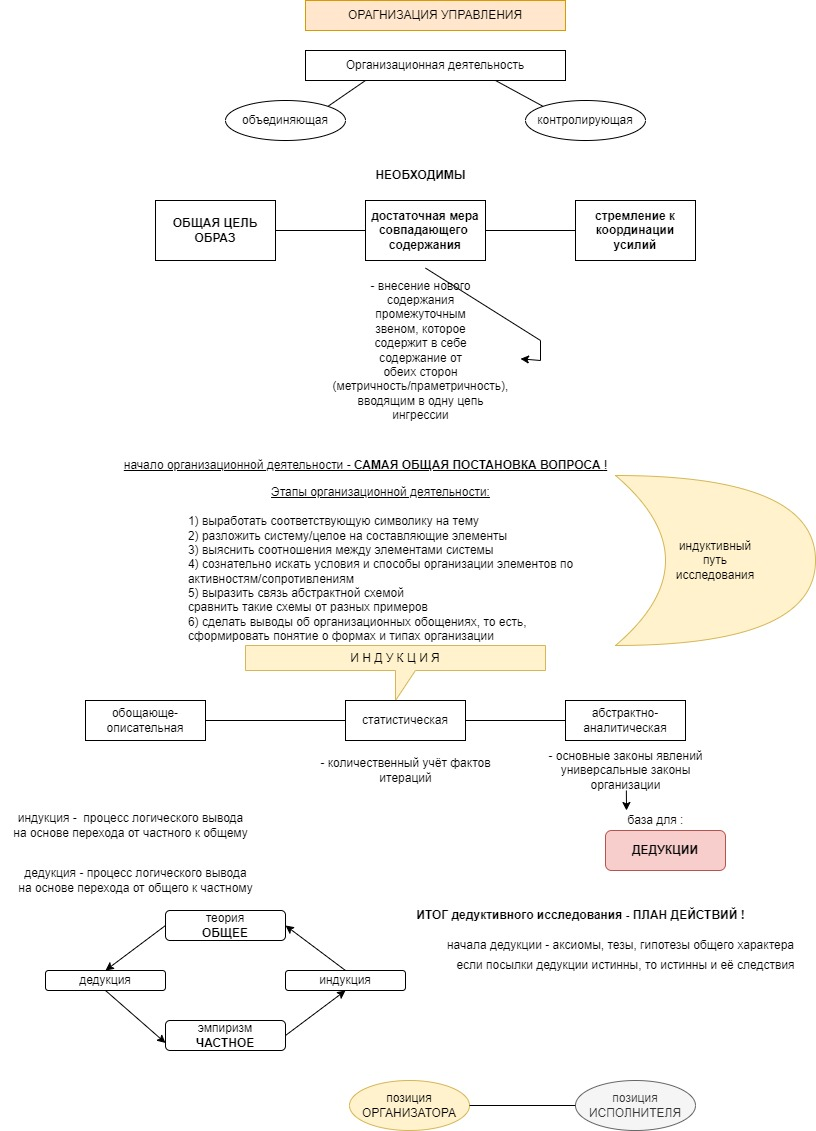 ОРАГНИЗАЦИЯ УПРАВЛЕНИЯ
Организационная деятельность
объединяющая
контролирующая
НЕОБХОДИМЫ
ОБЩАЯ ЦЕЛЬ
ОБРАЗ
достаточная мера
совпадающего
содержания
стремление к
координации
усилий
- внесение нового
содержания
промежуточным
звеном, которое
содержит в себе
содержание от
обеих сторон
(метричность/праметричность),
вводящим в одну цепь
ингрессии
начало организационной деятельности - САМАЯ ОБЩАЯ ПОСТАНОВКА ВОПРОСА !
Этапы организационной деятельности:
1) выработать соответствующую символику на тему
2) разложить систему/целое на составляющие элементы
3) выяснить соотношения между элементами системы
4) сознательно искать условия и способы организации элементов по
активностям/сопротивлениям
5) выразить связь абстрактной схемой
сравнить такие схемы от разных примеров
6) сделать выводы об организационных обощениях, то есть,
сформировать понятие о формах и типах организации
индуктивный
путь
исследования
И Н Д У К Ц И Я
обощающе-
описательная
статистическая
абстрактно-
аналитическая
- количественный учёт фактов
итераций
- основные законы явлений
универсальные законы
организации
база для :
ДЕДУКЦИИ
индукция - процесс логического вывода
на основе перехода от частного к общему
дедукция - процесс логического вывода
на основе перехода от общего к частному
теория
ОБЩЕЕ
дедукция
индукция
эмпиризм
ЧАСТНОЕ
ИТОГ дедуктивного исследования - ПЛАН ДЕЙСТВИЙ !
начала дедукции - аксиомы, тезы, гипотезы общего характера
если посылки дедукции истинны, то истинны и её следствия
позиция
ОРГАНИЗАТОРА
позиция
ИСПОЛНИТЕЛЯ